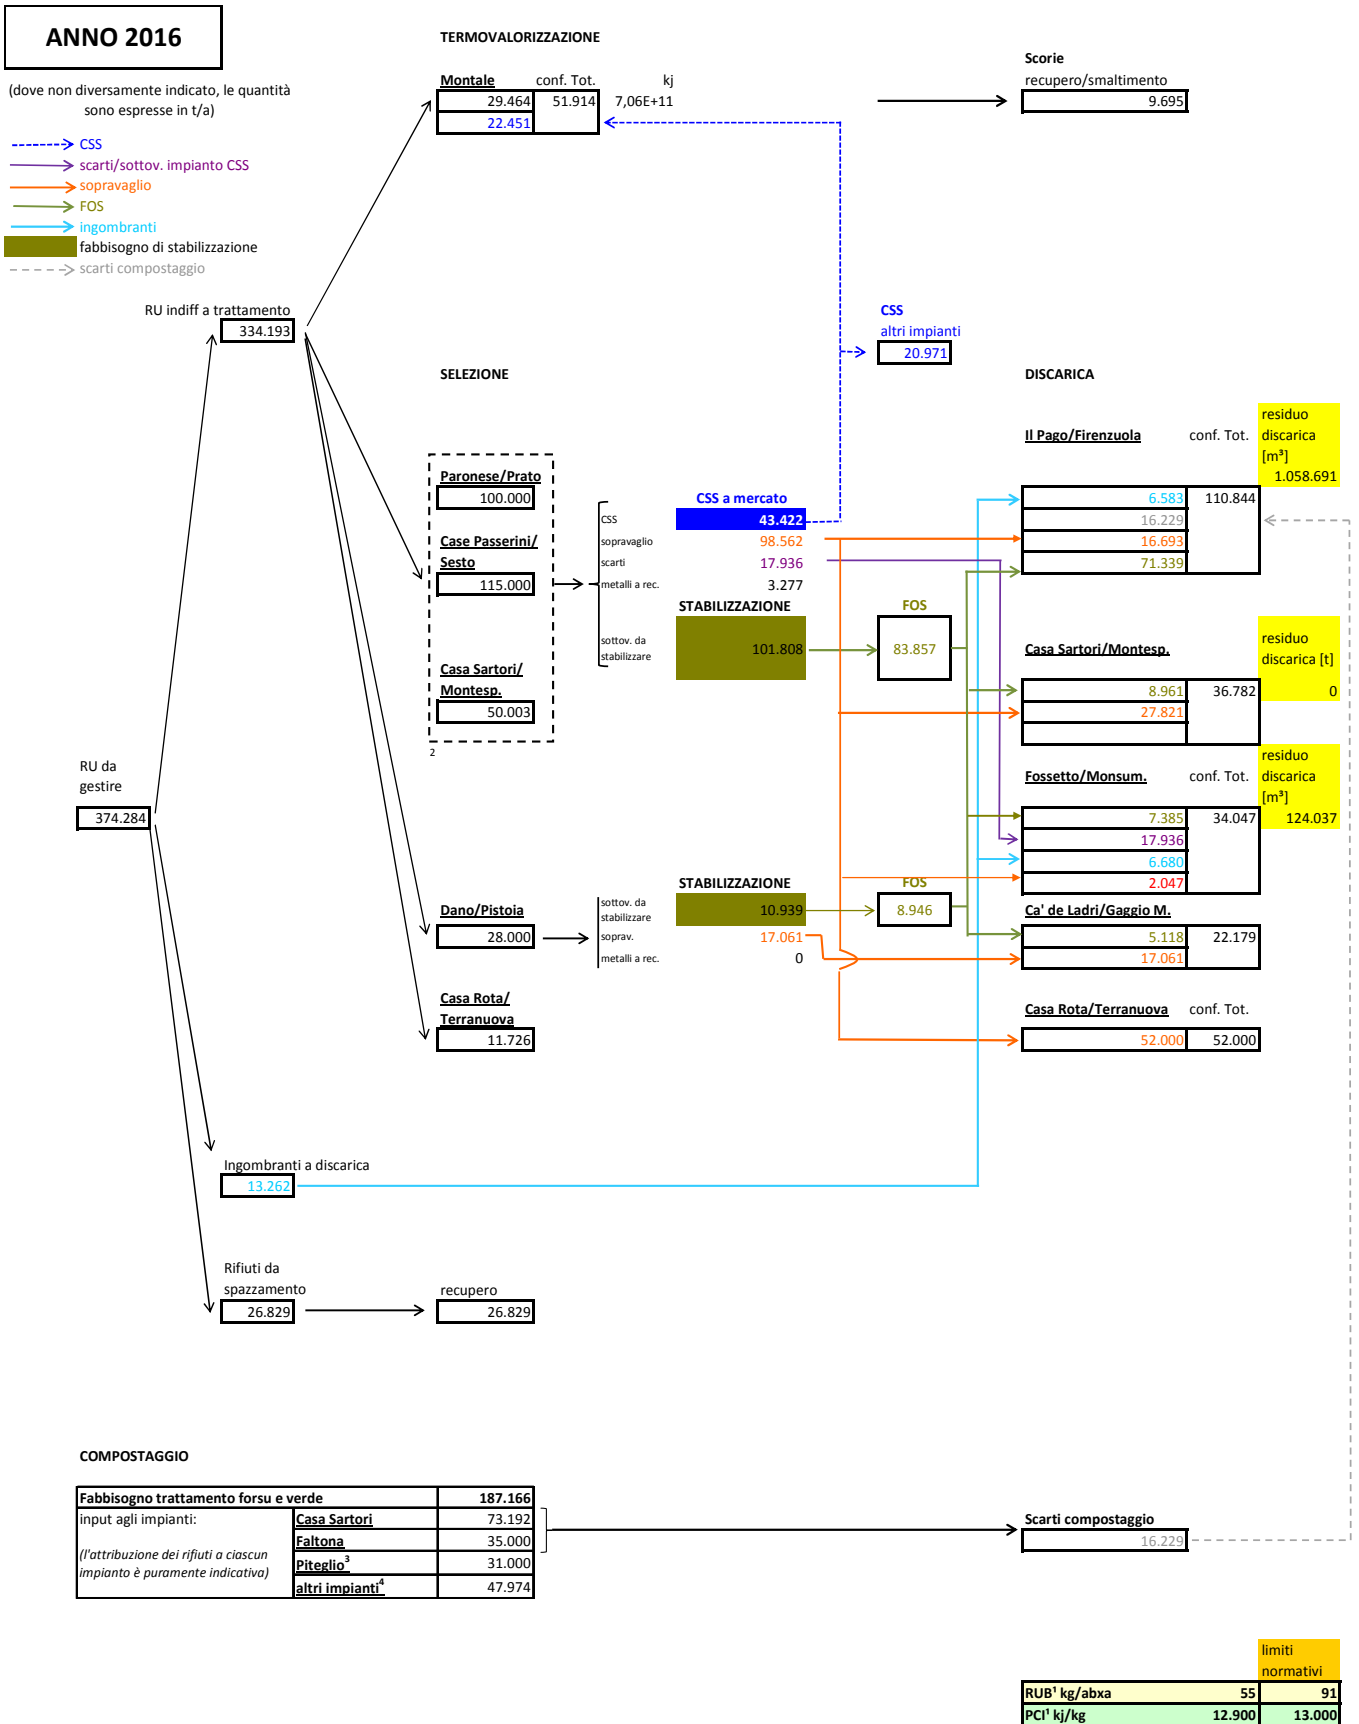 ANNO 2016
(dove non diversamente indicato, le quantità
sono espresse in t/a)
CSS
scarti/sottov. impianto CSS
sopravaglio
FOS
ingombranti
fabbisogno di stabilizzazione
scarti compostaggio
TERMOVALORIZZAZIONE
Montale conf. Tot. kj
29.464 51.914 7,06E+11
22.451
Scorie
recupero/smaltimento
9.695
RU indiff a trattamento
334.193
CSS
altri impianti
20.971
SELEZIONE
DISCARICA
Paronese/Prato
100.000
Case Passerini/
Sesto
115.000
Casa Sartori/
Montesp.
50.003
2
CSS a mercato
CSS 43.422
sopravaglio 98.562
scarti 17.936
metalli a rec. 3.277
STABILIZZAZIONE FOS
sottov. da
stabilizzare
101.808 83.857
residuo
discarica
[m³]
Il Pago/Firenzuola conf. Tot.
1.058.691
6.583 110.844
16.229
16.693
71.339
residuo
discarica [t]
Casa Sartori/Montesp.
8.961 36.782 0
27.821
residuo
discarica
[m³]
Fossetto/Monsum. conf. Tot.
7.385 34.047 124.037
17.936
6.680
2.047
RU da
gestire
374.284
STABILIZZAZIONE FOS
Dano/Pistoia
28.000
sottov. da
stabilizzare
10.939 8.946
soprav. 17.061
metalli a rec. 0
Ca' de Ladri/Gaggio M.
5.118 22.179
17.061
Casa Rota/
Terranuova
11.726
Casa Rota/Terranuova conf. Tot.
52.000 52.000
Ingombranti a discarica
13.262
Rifiuti da
spazzamento
26.829
recupero
26.829
COMPOSTAGGIO
Fabbisogno trattamento forsu e verde 187.166
input agli impianti: Casa Sartori 73.192
Faltona 35.000
(l'attribuzione dei rifiuti a ciascun
impianto è puramente indicativa)
Piteglio³ 31.000
altri impianti⁴ 47.974
Scarti compostaggio
16.229
limiti
normativi
RUB¹ kg/abxa 55 91
PCI¹ kj/kg 12.900 13.000